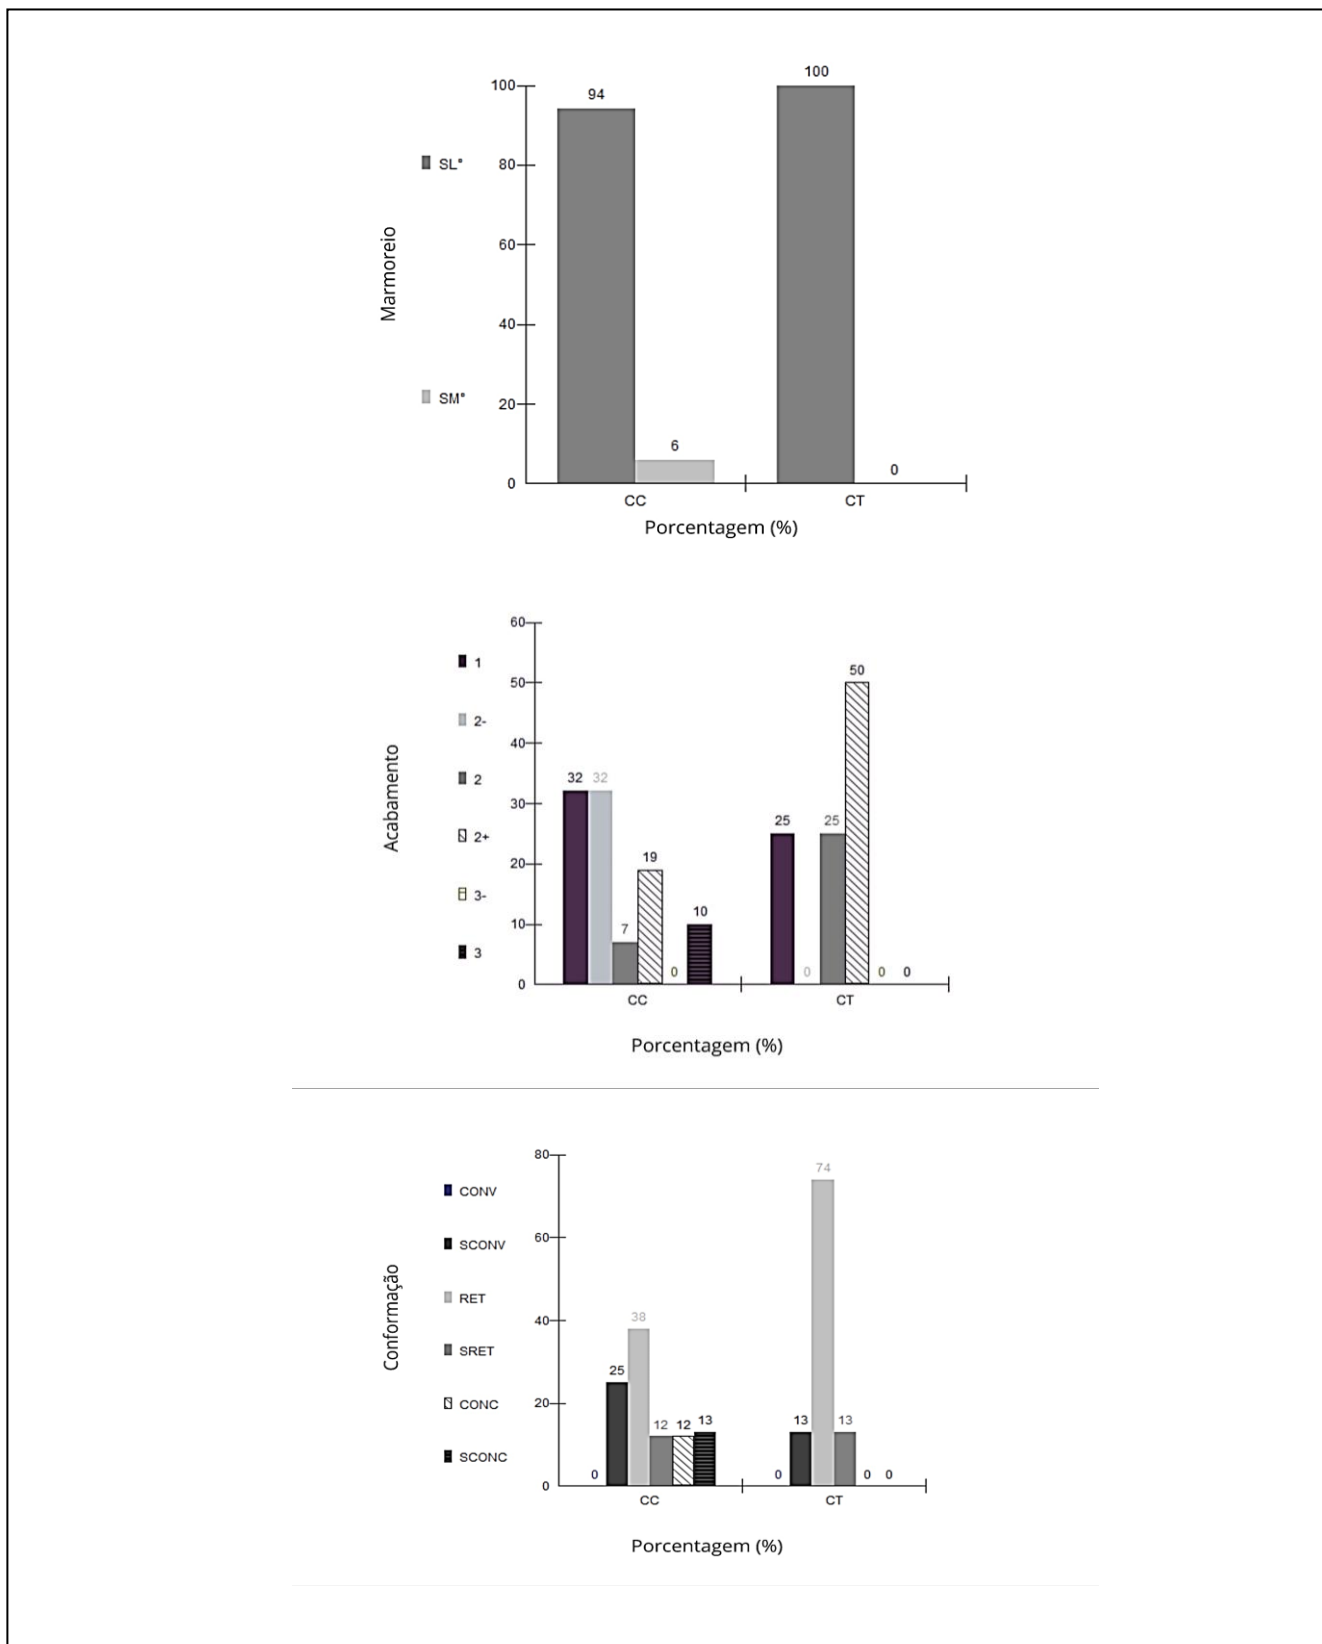 100
94
100
SL°
80
60
Marmoreio
40
SM°
20
6
0
0
CC
CT
Porcentagem (%)
60
1
50
50
2-
40
Acabamento
2
32
32
30
25
25
2+
20
19
3-
10
10
7
3
0
0
0
0
0
CC
CT
Porcentagem (%)
80
74
CONV
SCONV
60
Conformação
RET
40
38
SRET
25
CONC
20
12
12
13
13
13
SCONC
0
0
0
0
0
CC
CT
Porcentagem (%)